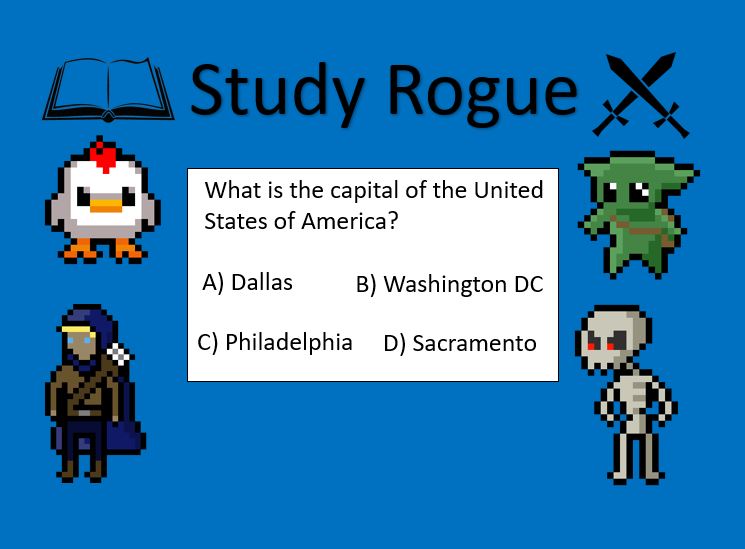 Study Rogue
What is the capital of the United
States of America?
A) Dallas B) Washington DC
C) Philadelphia D) Sacramento